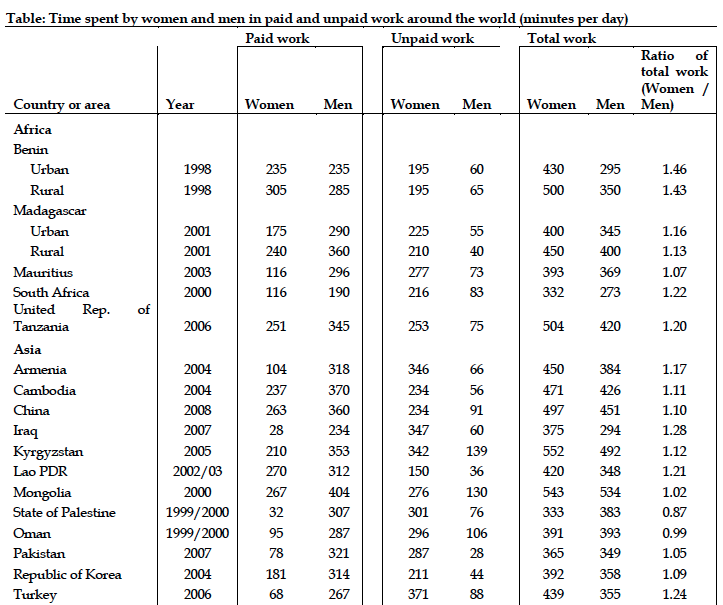 Table: Time spent by women and men in paid and unpaid work around the world (minutes per day)
Paid work Unpaid work Total work
Country or area Year Women Men Women Men Women Men Ratio of total work (Women / Men)
Africa
Benin
Urban 1998 235 235 195 60 430 295 1.46
Rural 1998 305 285 195 65 500 350 1.43
Madagascar
Urban 2001 175 290 225 55 400 345 1.16
Rural 2001 240 360 210 40 450 400 1.13
Mauritius 2003 116 296 277 73 393 369 1.07
South Africa 2000 116 190 216 83 332 273 1.22
United Rep. of
Tanzania 2006 251 345 253 75 504 420 1.20
Asia
Armenia 2004 104 318 346 66 450 384 1.17
Cambodia 2004 237 370 234 56 471 426 1.11
China 2008 263 360 234 91 497 451 1.10
Iraq 2007 28 234 347 60 375 294 1.28
Kyrgyzstan 2005 210 353 342 139 552 492 1.12
Lao PDR 2002/03 270 312 150 36 420 348 1.21
Mongolia 2000 267 404 276 130 543 534 1.02
State of Palestine 1999/2000 32 307 301 76 333 383 0.87
Oman 1999/2000 95 287 296 106 391 393 0.99
Pakistan 2007 78 321 287 28 365 349 1.05
Republic of Korea 2004 181 314 211 44 392 358 1.09
Turkey 2006 68 267 371 88 439 355 1.24